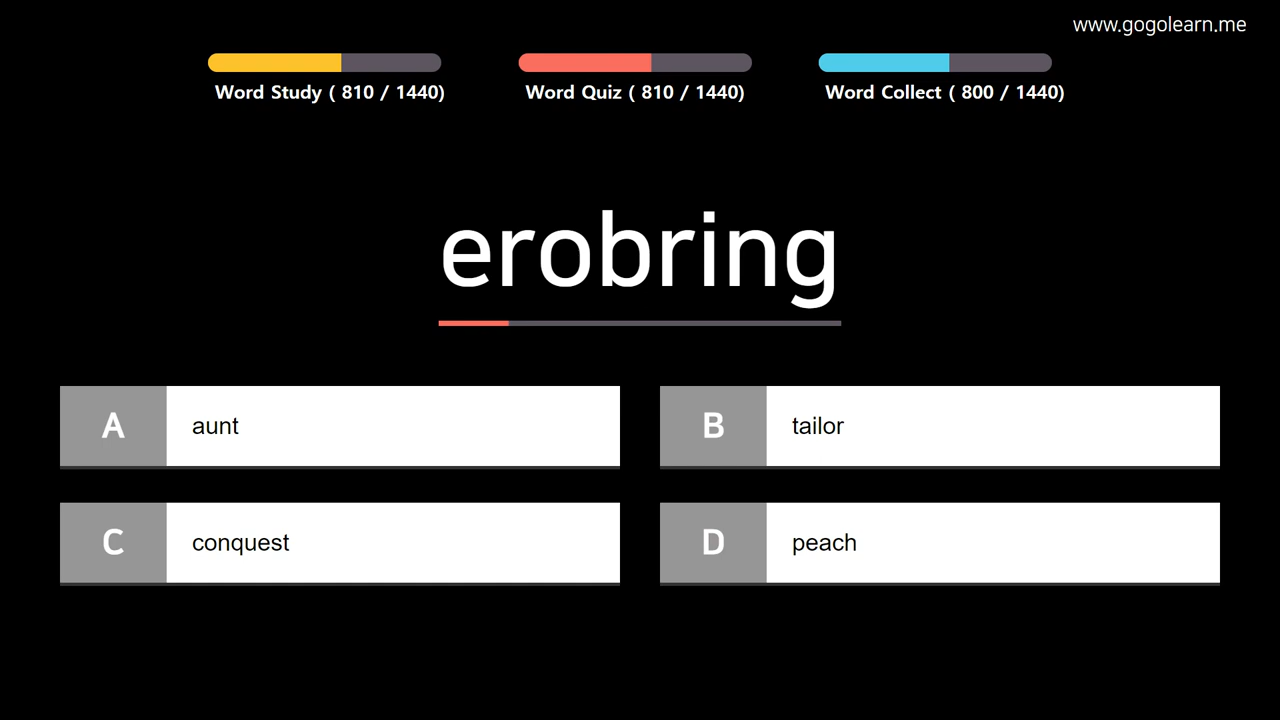 www.gogolearn.me
Word Study ( 810 / 1440)
Word Quiz ( 810 / 1440)
Word Collect ( 800 / 1440)
erobring
A aunt
B tailor
C conquest
D peach